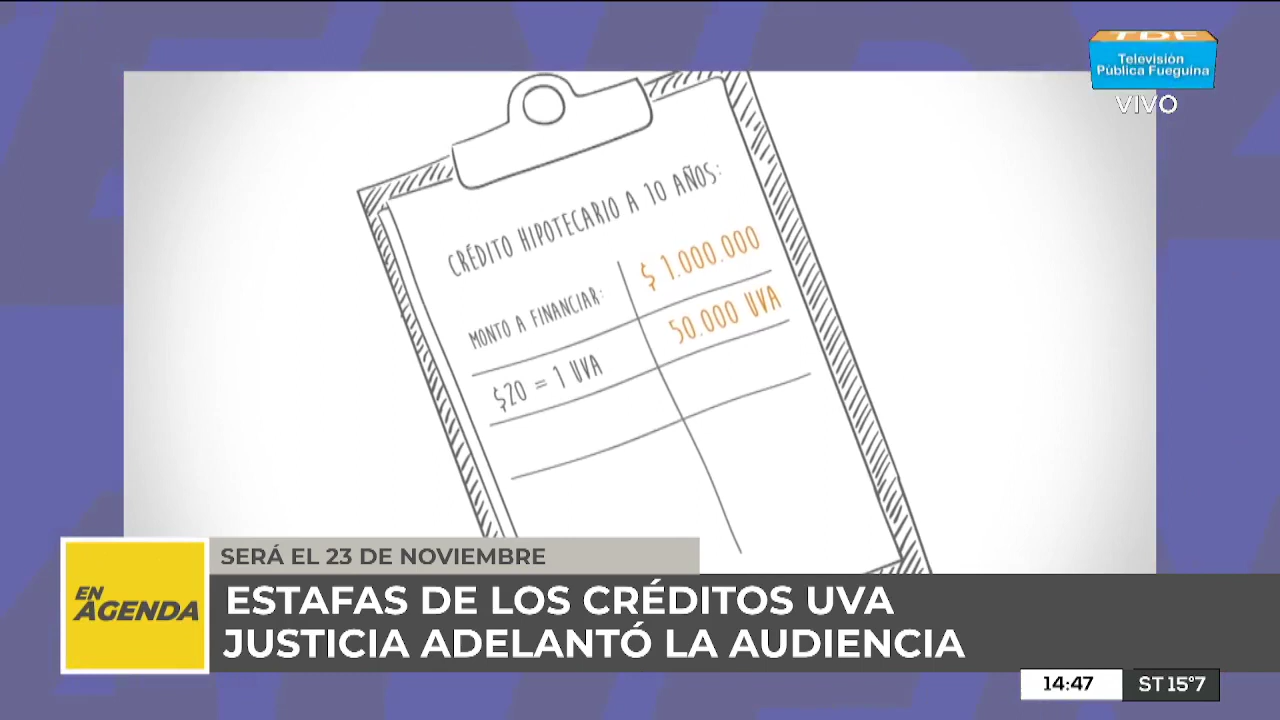 TDF
Televisión
Pública Fueguina
VIVO
CRÉDITO HIPOTECARIO A 10 AÑOS:
MONTO A FINANCIAR: $ 1.000.000
$20 = 1 UVA 50.000 UVA
SERÁ EL 23 DE NOVIEMBRE
EN
AGENDA
ESTAFAS DE LOS CRÉDITOS UVA
JUSTICIA ADELANTÓ LA AUDIENCIA
14:47 ST 15°7